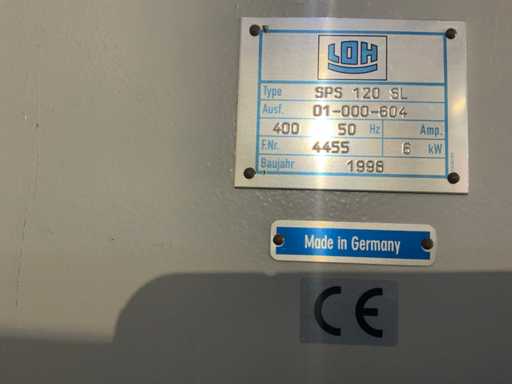 LOH
Type SPS 120 SL
Ausf. 01-000-604
400 50 Hz Amp.
F.Nr. 4455 6 kW
Baujahr 1998
Made in Germany
CE